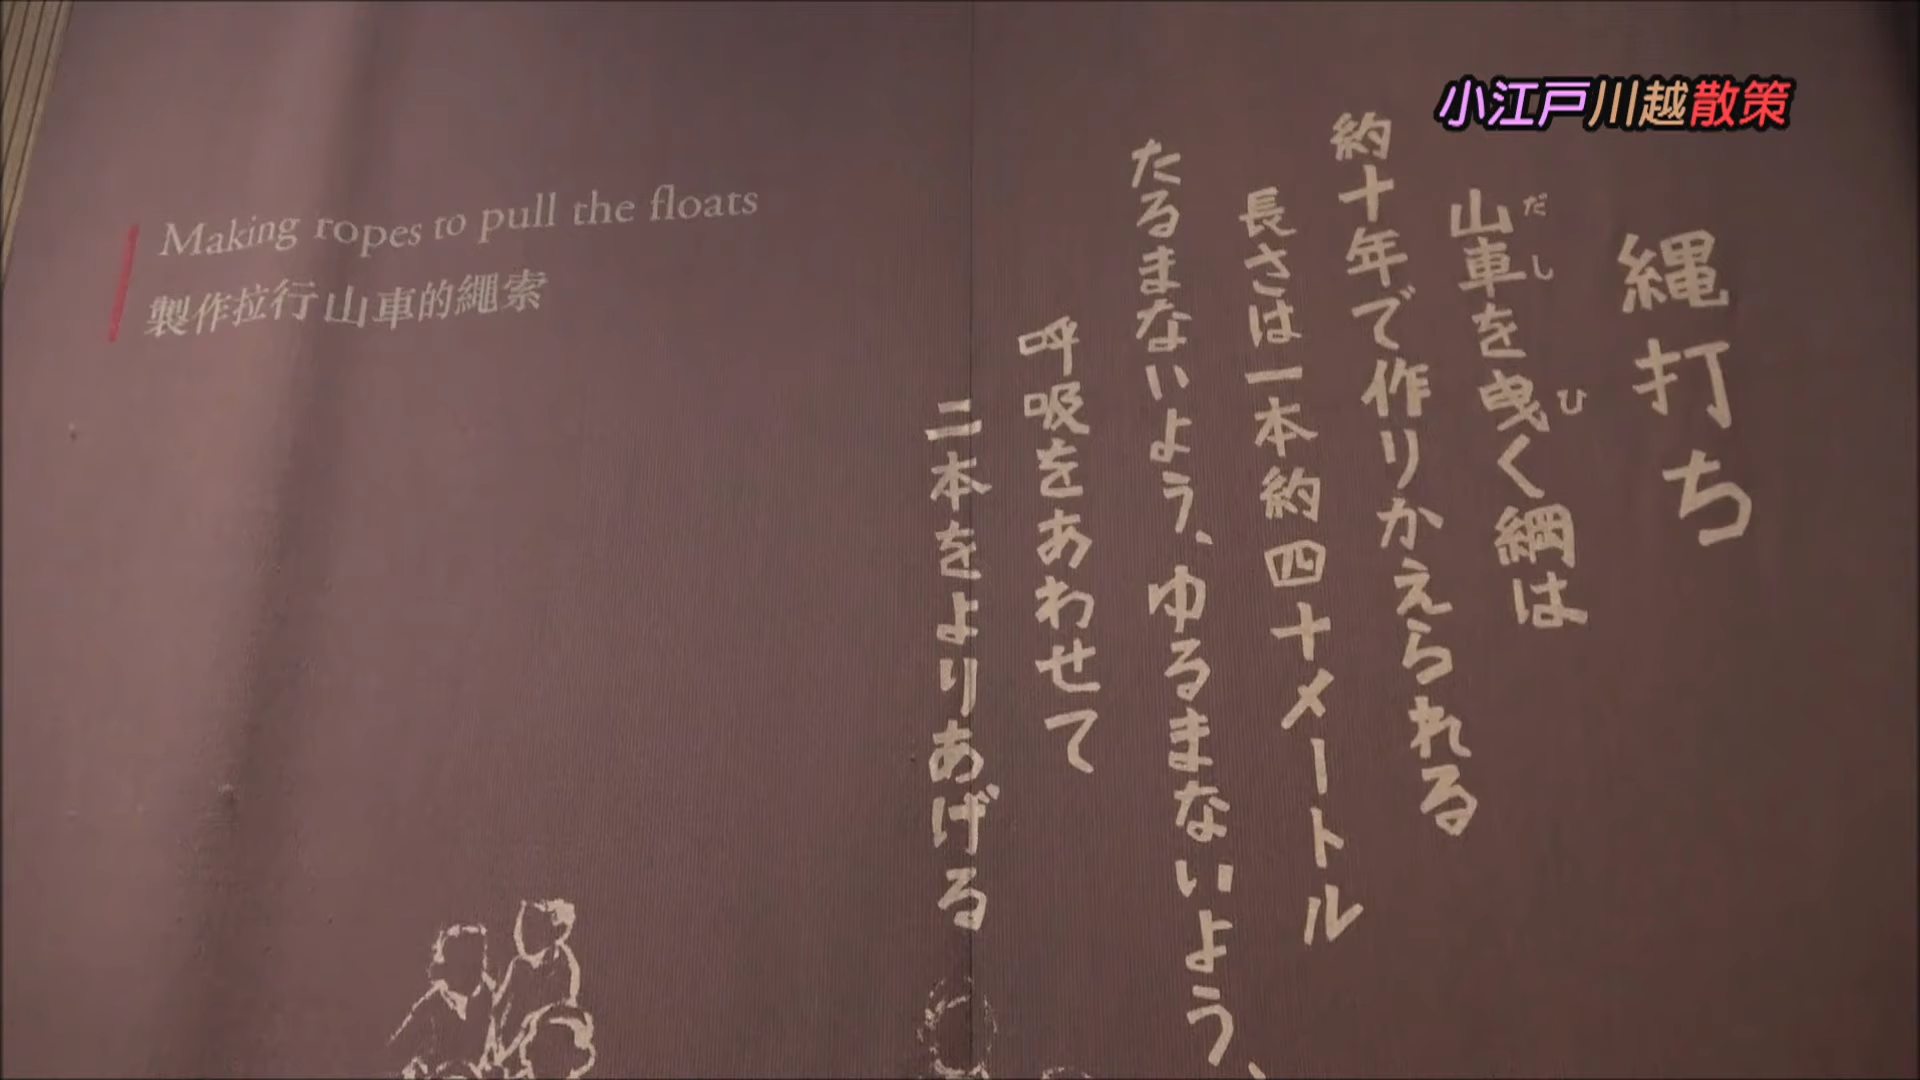 小江戸川越散策
縄打ち
山車を曳く綱は
だし
ひ
約十年で作りかえられる
長さは一本約四十メートル
たるまないよう、ゆるまないよう、
呼吸をあわせて
二本をよりあげる
Making ropes to pull the floats
製作拉行山車的繩索